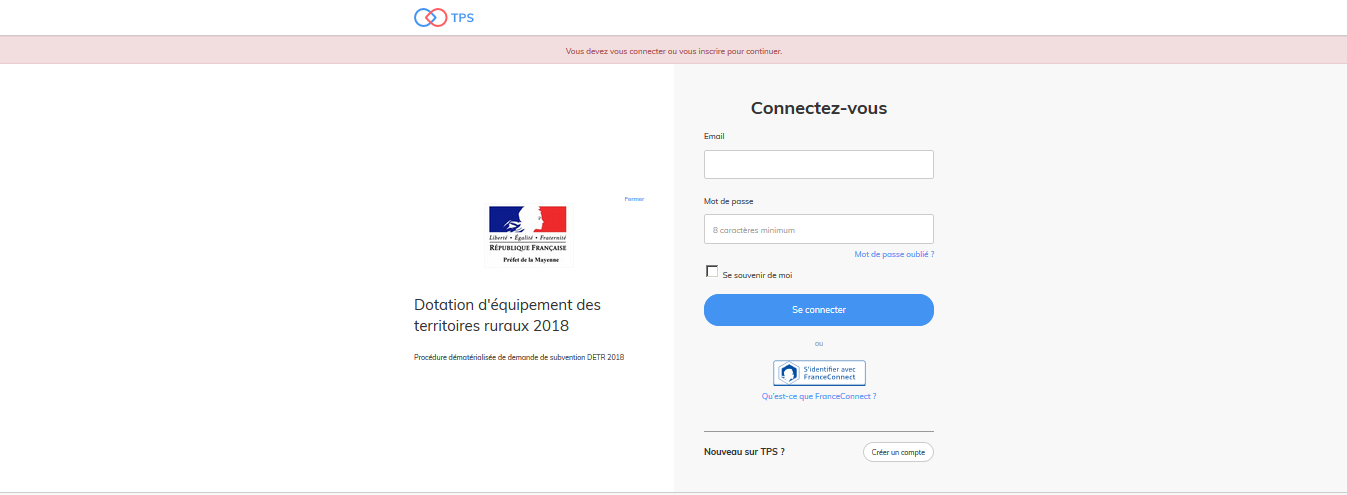 TPS
Vous devez vous connecter ou vous inscrire pour continuer.
Fermer
Liberté • Égalité • Fraternité
RÉPUBLIQUE FRANÇAISE
Préfet de la Mayenne
Dotation d'équipement des
territoires ruraux 2018
Procédure dématérialisée de demande de subvention DETR 2018
Connectez-vous
Email
Mot de passe
8 caractères minimum
Mot de passe oublié ?
Se souvenir de moi
Se connecter
ou
S'identifier avec
FranceConnect
Qu'est-ce que FranceConnect ?
Nouveau sur TPS ?
Créer un compte